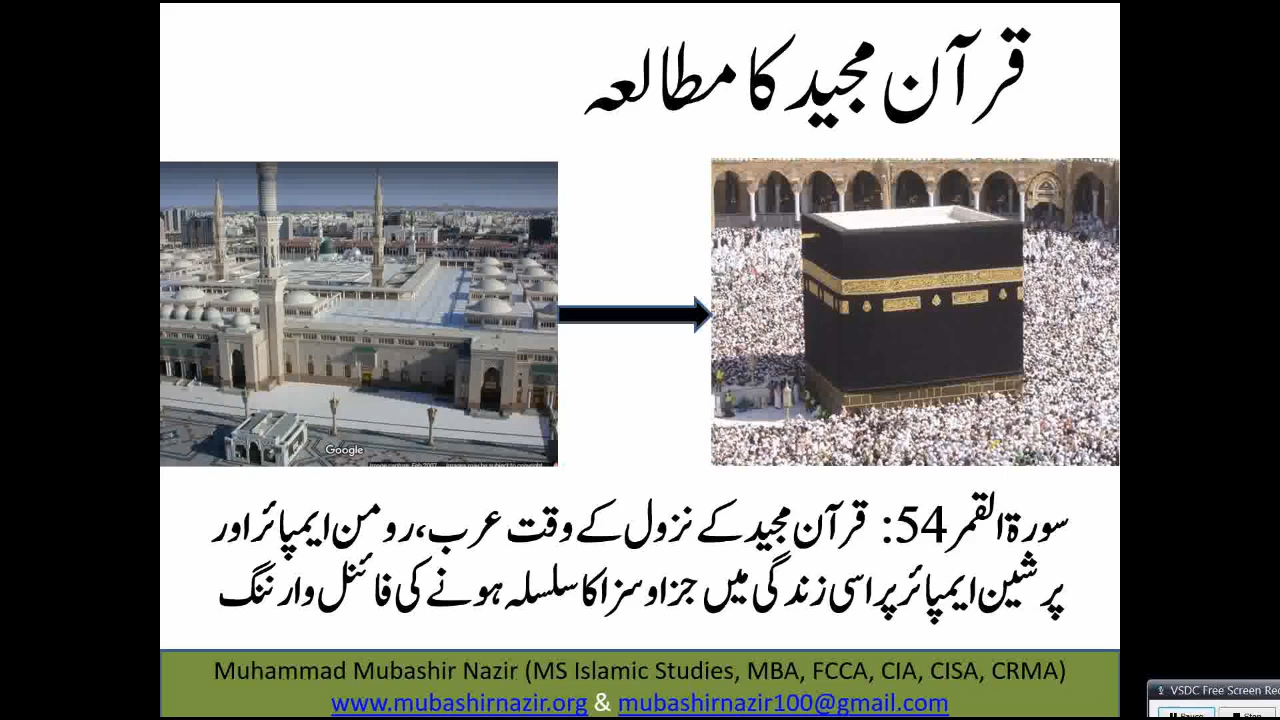 قرآن مجید کا مطالعہ
Google
سورۃ القمر 54: قرآن مجید کے نزول کے وقت عرب، رومن ایمپائر اور
پرشین ایمپائر پر اسی زندگی میں جزا و سزا کا سلسلہ ہونے کی فائنل وارننگ
Muhammad Mubashir Nazir (MS Islamic Studies, MBA, FCCA, CIA, CISA, CRMA)
www.mubashirnazir.org & mubashirnazir100@gmail.com
VSDC Free Screen Rec
Pause